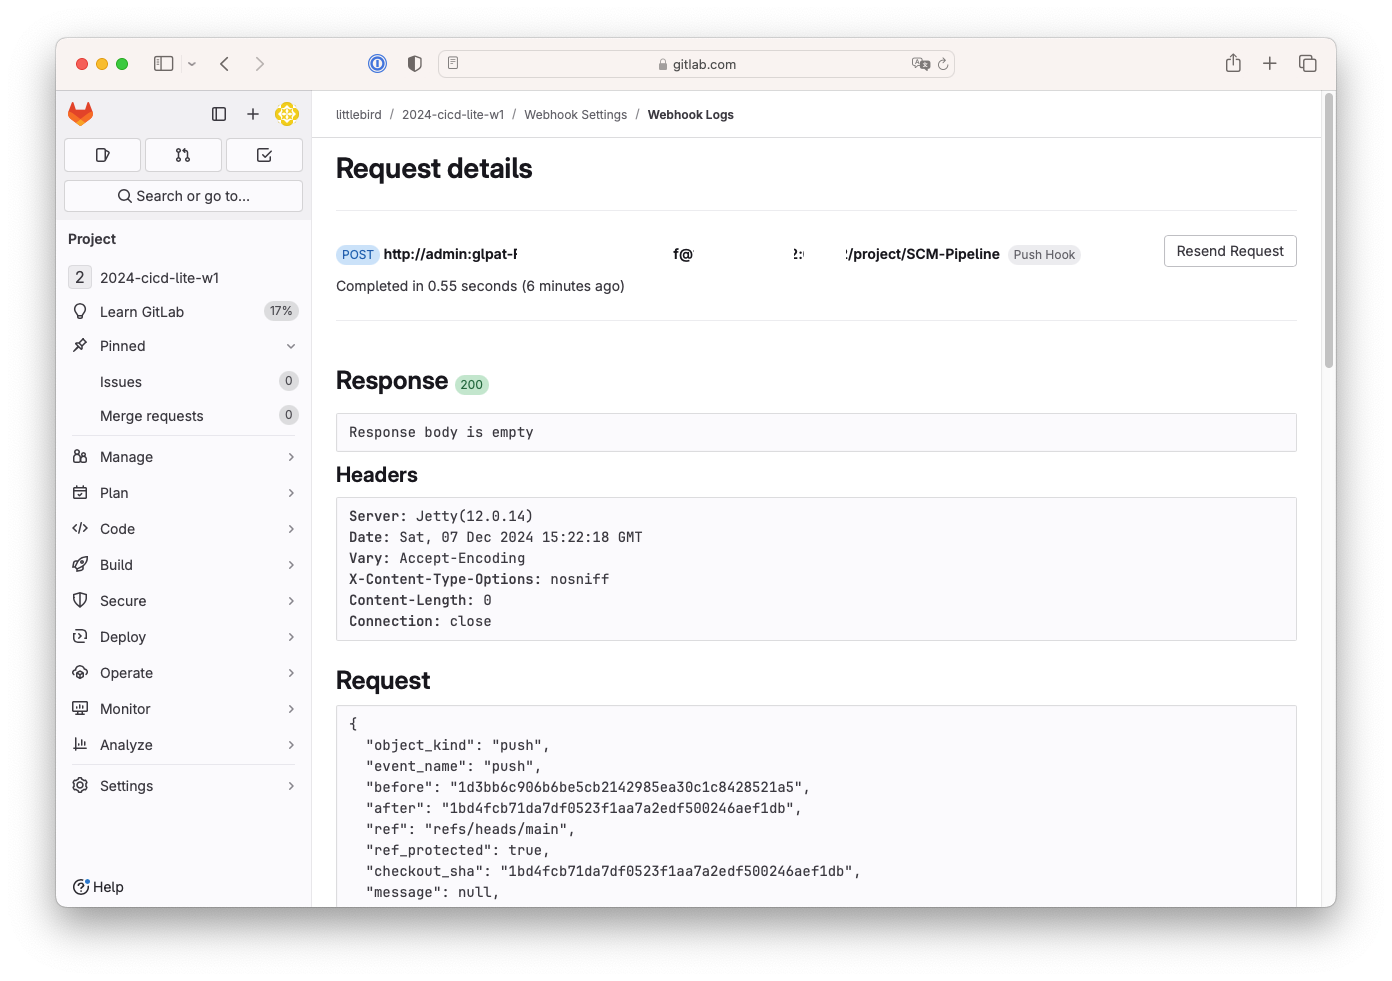 gitlab.com
littlebird / 2024-cicd-lite-w1 / Webhook Settings / Webhook Logs
Search or go to...
Project
2 2024-cicd-lite-w1
Learn GitLab 17%
Pinned
Issues 0
Merge requests 0
Manage
Plan
Code
Build
Secure
Deploy
Operate
Monitor
Analyze
Settings
Help
Request details
POST http://admin:glpat- f@ 2: /project/SCM-Pipeline Push Hook
Resend Request
Completed in 0.55 seconds (6 minutes ago)
Response 200
Response body is empty
Headers
Server: Jetty(12.0.14)
Date: Sat, 07 Dec 2024 15:22:18 GMT
Vary: Accept-Encoding
X-Content-Type-Options: nosniff
Content-Length: 0
Connection: close
Request
{
"object_kind": "push",
"event_name": "push",
"before": "1d3bb6c906b6be5cb2142985ea30c1c8428521a5",
"after": "1bd4fcb71da7df0523f1aa7a2edf500246aef1db",
"ref": "refs/heads/main",
"ref_protected": true,
"checkout_sha": "1bd4fcb71da7df0523f1aa7a2edf500246aef1db",
"message": null,